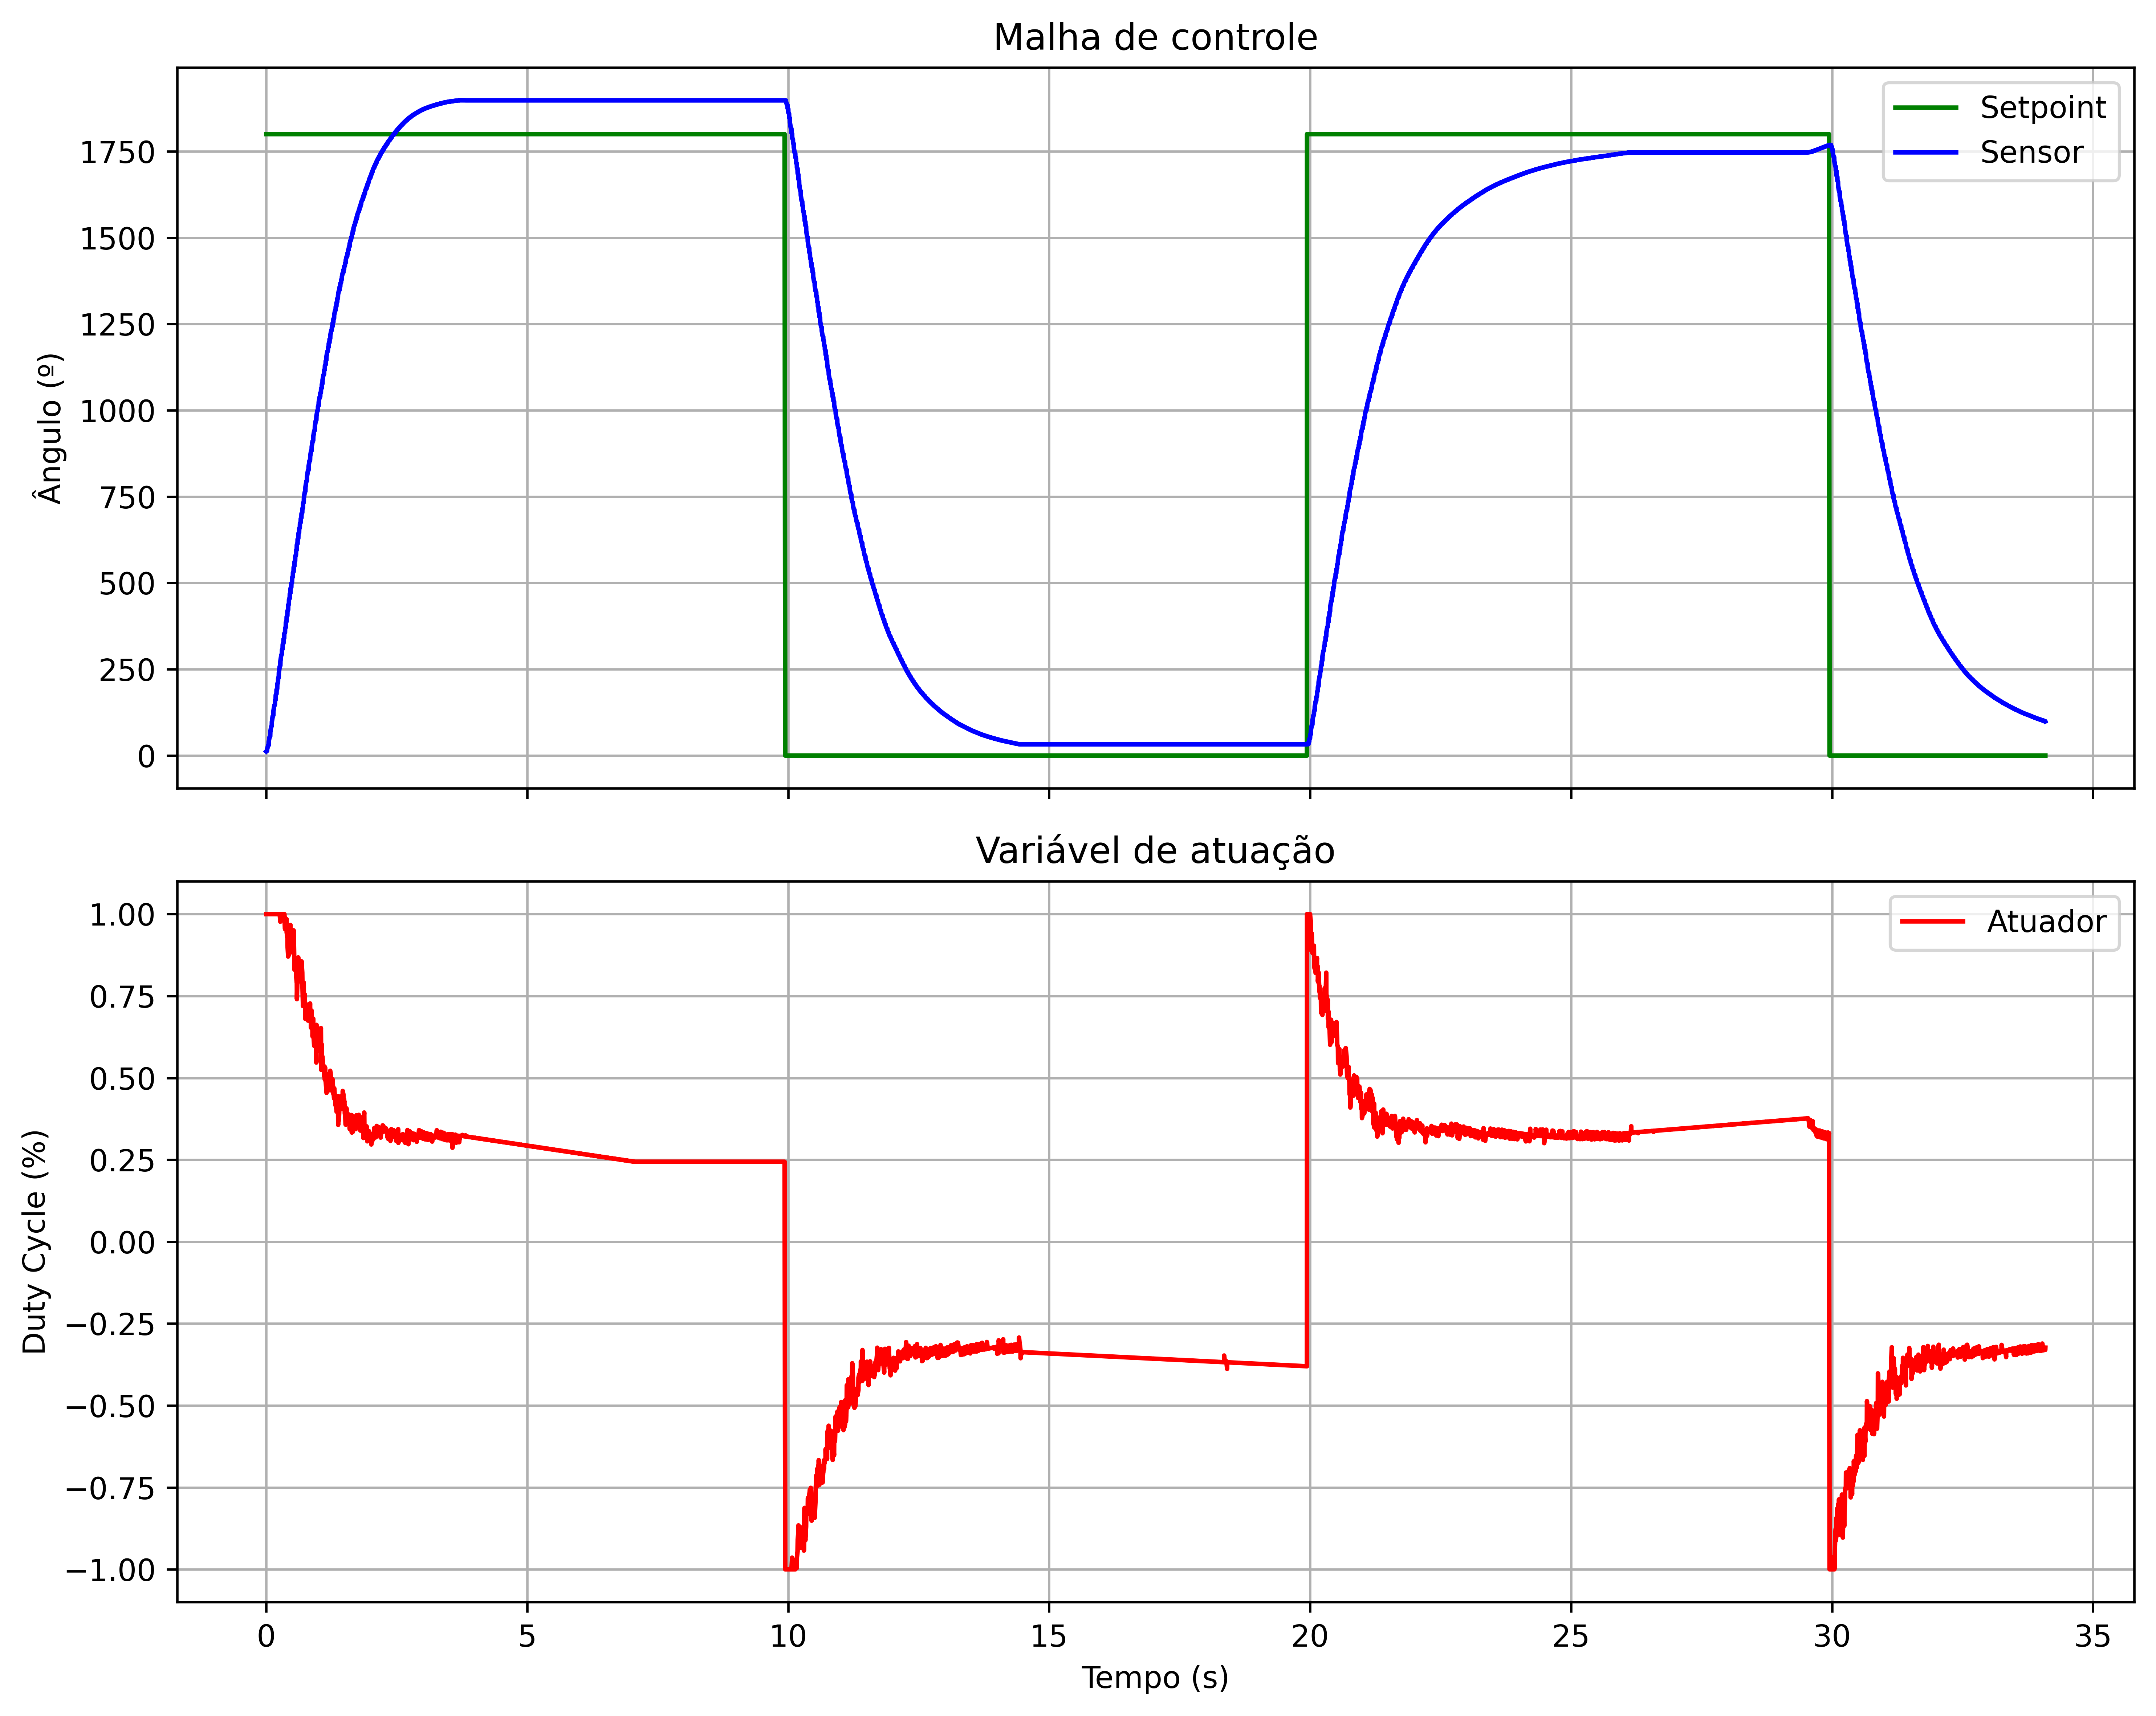 Malha de controle
Setpoint
Sensor
1750
1500
1250
1000
750
500
250
0
Ângulo (º)
Variável de atuação
Atuador
1.00
0.75
0.50
0.25
0.00
−0.25
−0.50
−0.75
−1.00
Duty Cycle (%)
0 5 10 15 20 25 30 35
Tempo (s)